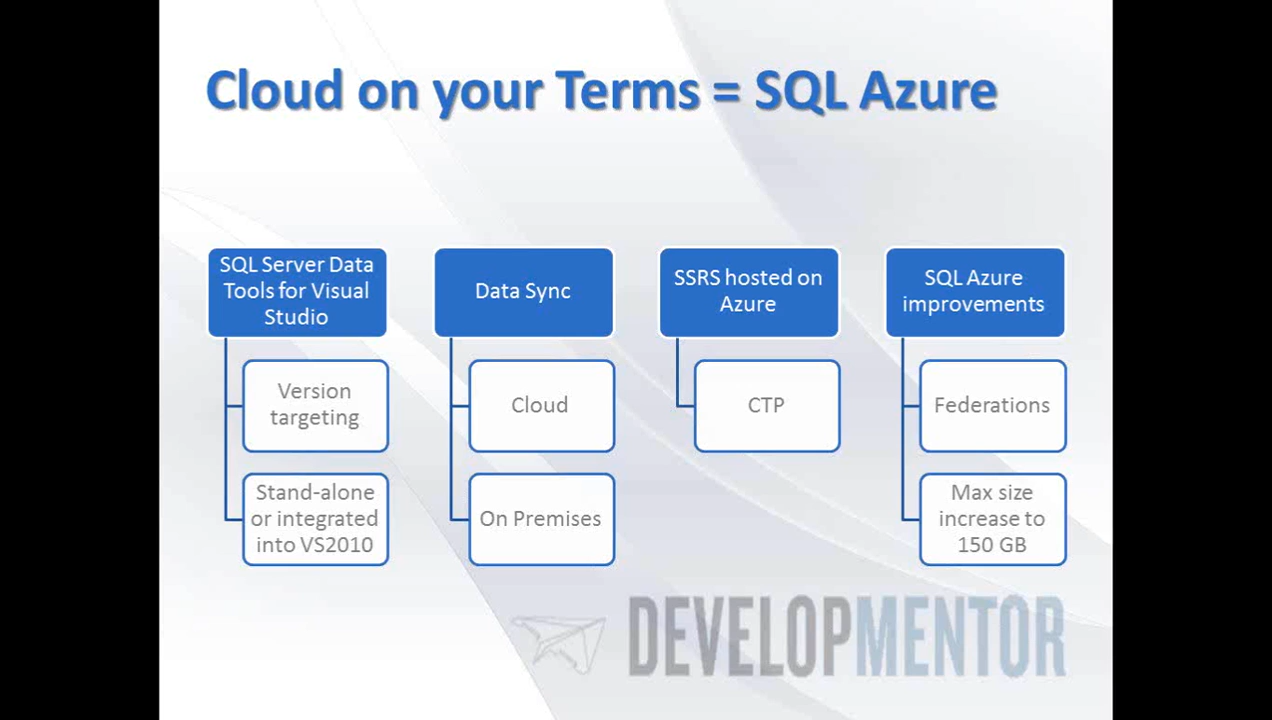 Cloud on your Terms = SQL Azure
SQL Server Data
Tools for Visual
Studio
Version
targeting
Stand-alone
or integrated
into VS2010
Data Sync
Cloud
On Premises
SSRS hosted on
Azure
CTP
SQL Azure
improvements
Federations
Max size
increase to
150 GB
DEVELOPMENTOR